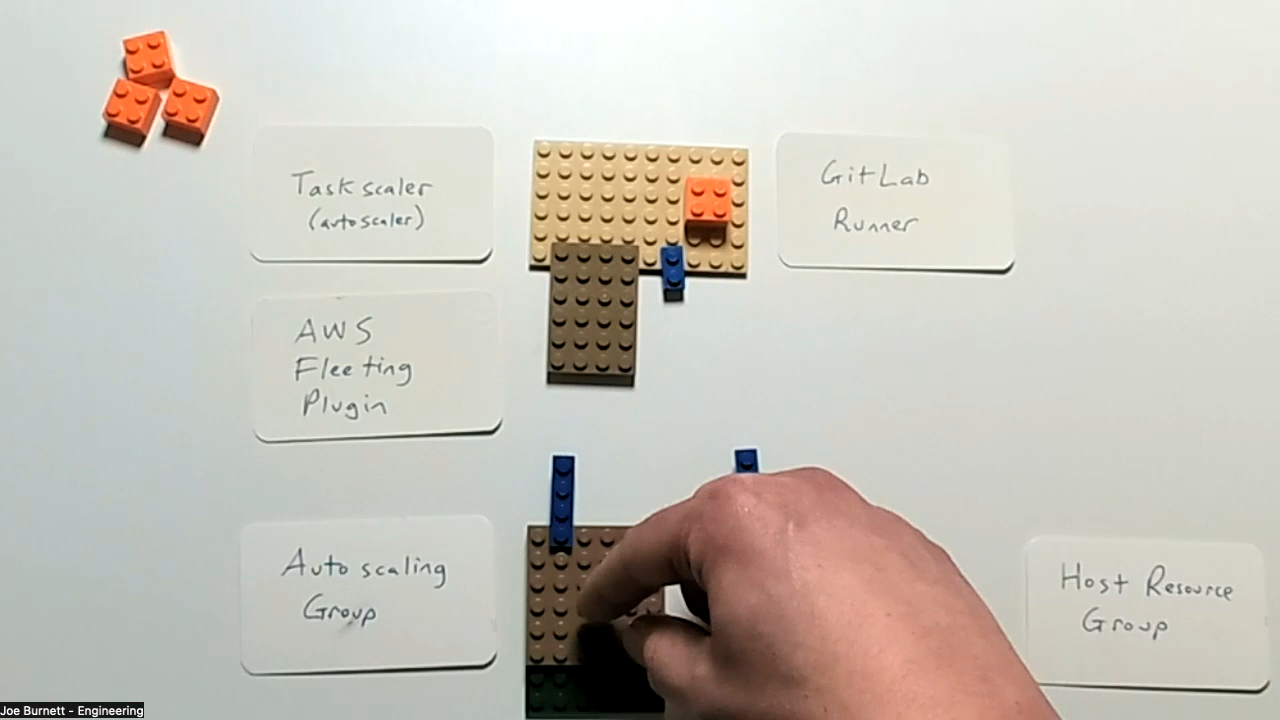 Task scaler
(autoscaler)
GitLab
Runner
AWS
Fleeting
Plugin
Auto scaling
Group
Host Resource
Group
Joe Burnett - Engineering